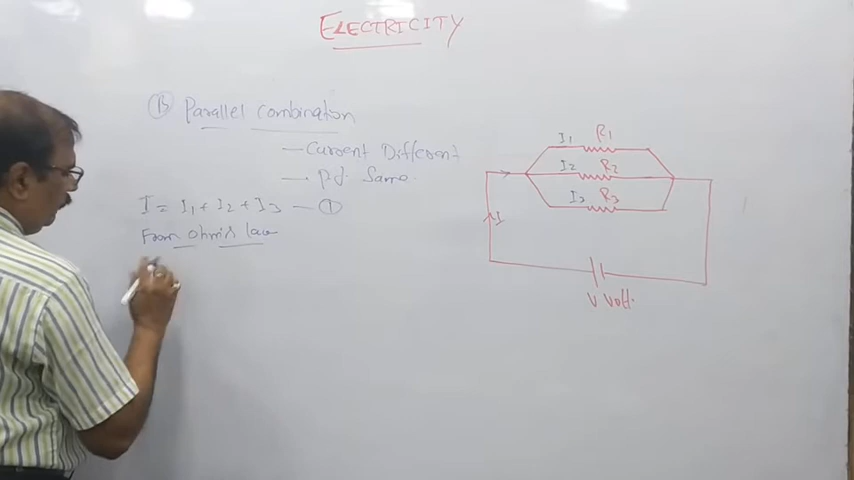 ELECTRICITY
B Parallel combination
— Current Different
— P.d. Same.
I = I1 + I2 + I3 — 1
From ohm's law
I1 R1
I2 R2
I3 R3
I
V Volt.